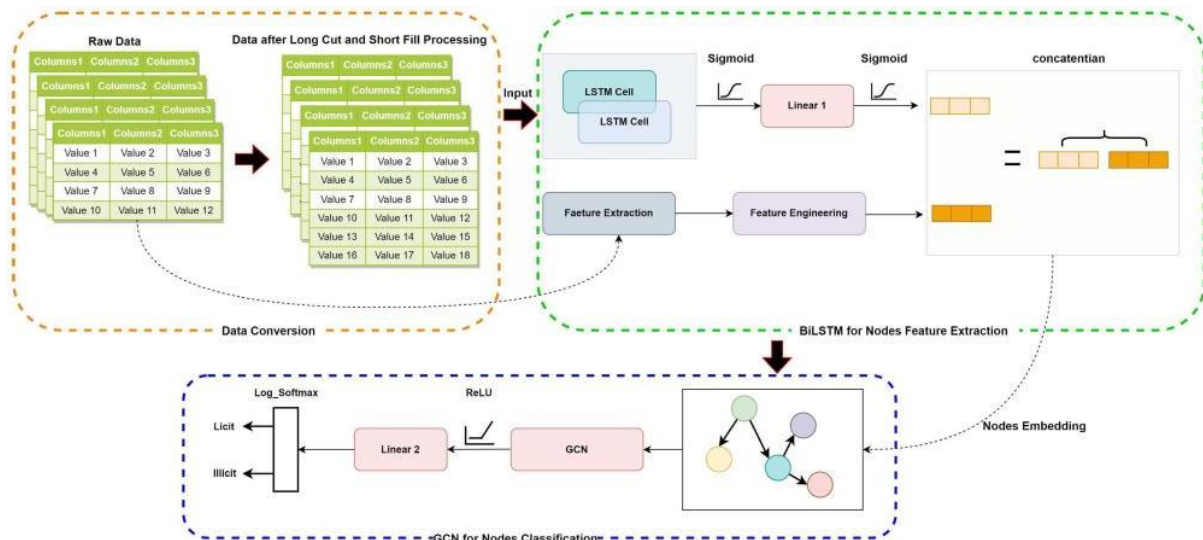 Raw Data
Data after Long Cut and Short Fill Processing
Columns1 Columns2 Columns3
Columns1 Columns2 Columns3
Columns1 Columns2 Columns3
Columns1 Columns2 Columns3
Value 1 Value 2 Value 3
Value 4 Value 5 Value 6
Value 7 Value 8 Value 9
Value 10 Value 11 Value 12
Columns1 Columns2 Columns3
Columns1 Columns2 Columns3
Columns1 Columns2 Columns3
Columns1 Columns2 Columns3
Value 1 Value 2 Value 3
Value 4 Value 5 Value 6
Value 7 Value 8 Value 9
Value 10 Value 11 Value 12
Value 13 Value 14 Value 15
Value 16 Value 17 Value 18
Data Conversion
Input
LSTM Cell
LSTM Cell
Sigmoid
Linear 1
Sigmoid
concatentian
=
Faeture Extraction
Feature Engineering
BiLSTM for Nodes Feature Extraction
Nodes Embedding
GCN
ReLU
Linear 2
Log_Softmax
Licit
Illicit
GCN for Nodes Classification